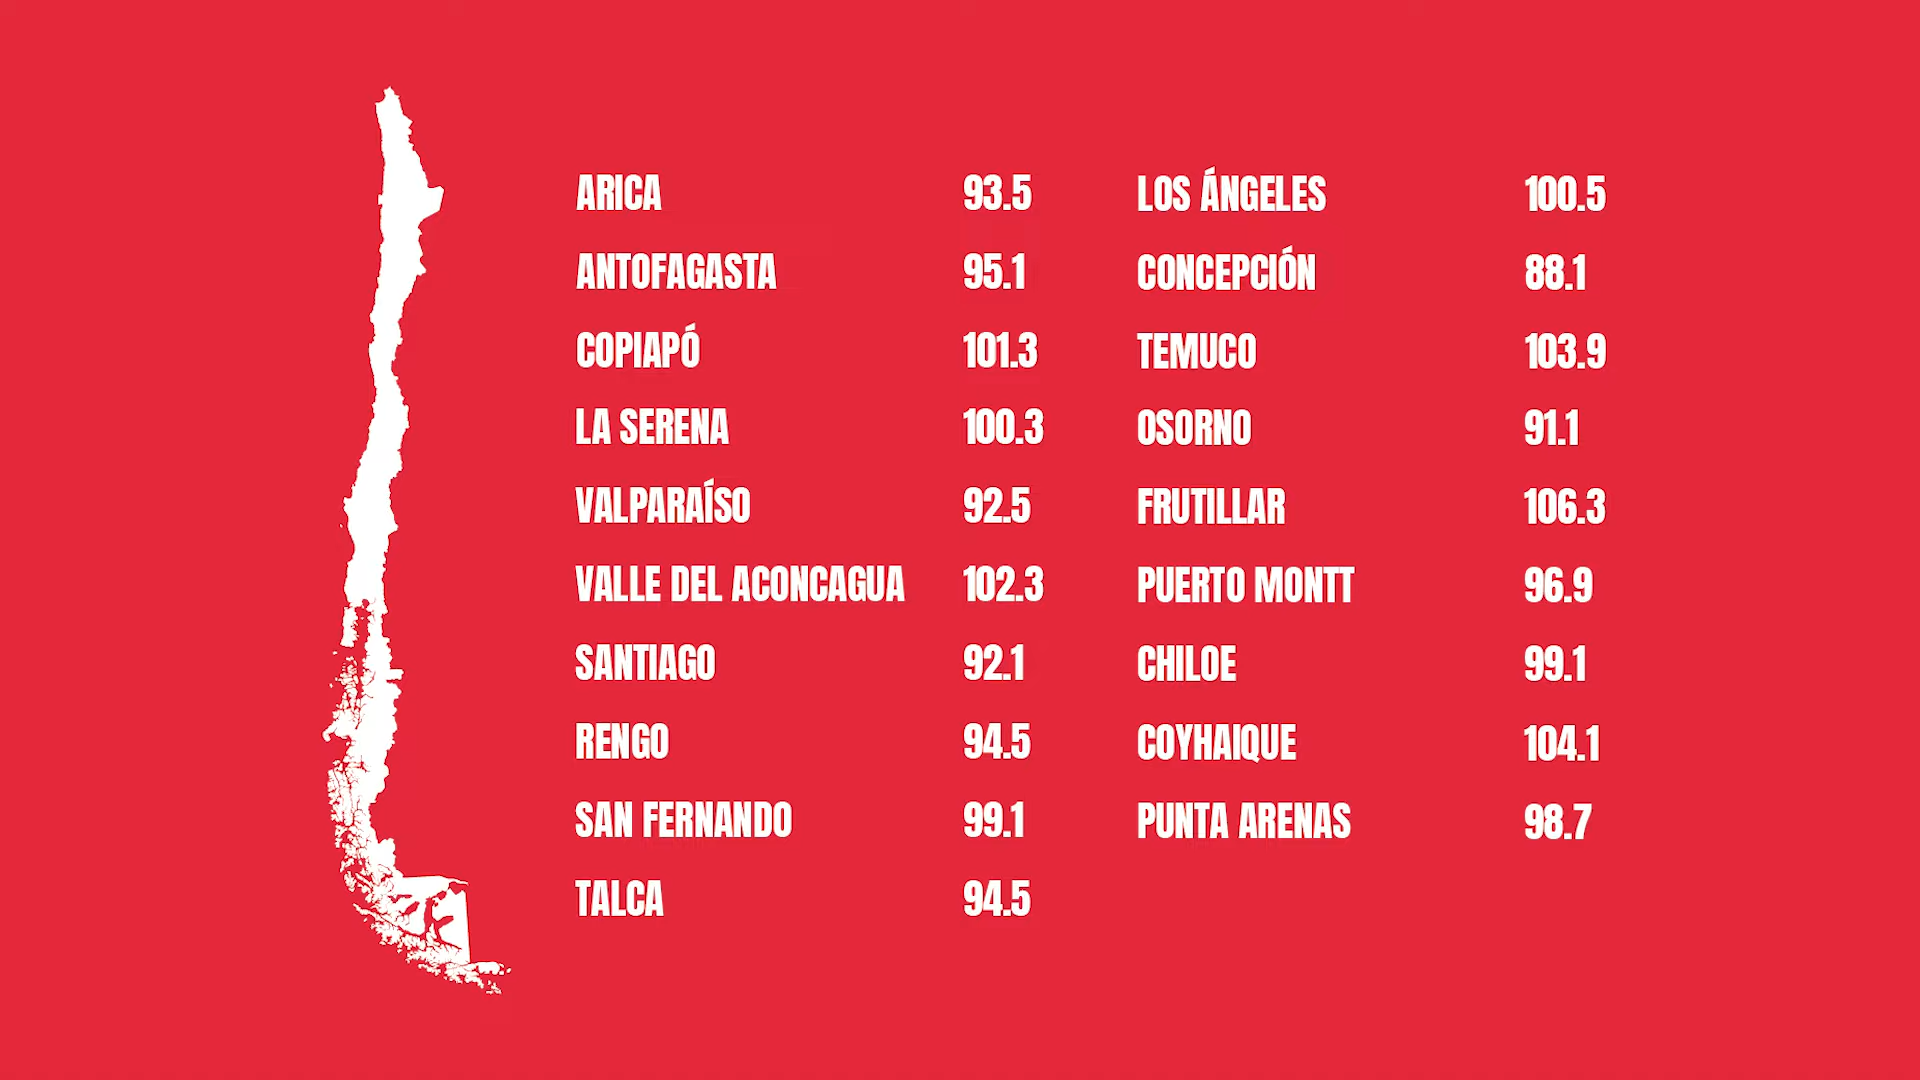 ARICA 93.5
ANTOFAGASTA 95.1
COPIAPÓ 101.3
LA SERENA 100.3
VALPARAÍSO 92.5
VALLE DEL ACONCAGUA 102.3
SANTIAGO 92.1
RENGO 94.5
SAN FERNANDO 99.1
TALCA 94.5
LOS ÁNGELES 100.5
CONCEPCIÓN 88.1
TEMUCO 103.9
OSORNO 91.1
FRUTILLAR 106.3
PUERTO MONTT 96.9
CHILOE 99.1
COYHAIQUE 104.1
PUNTA ARENAS 98.7